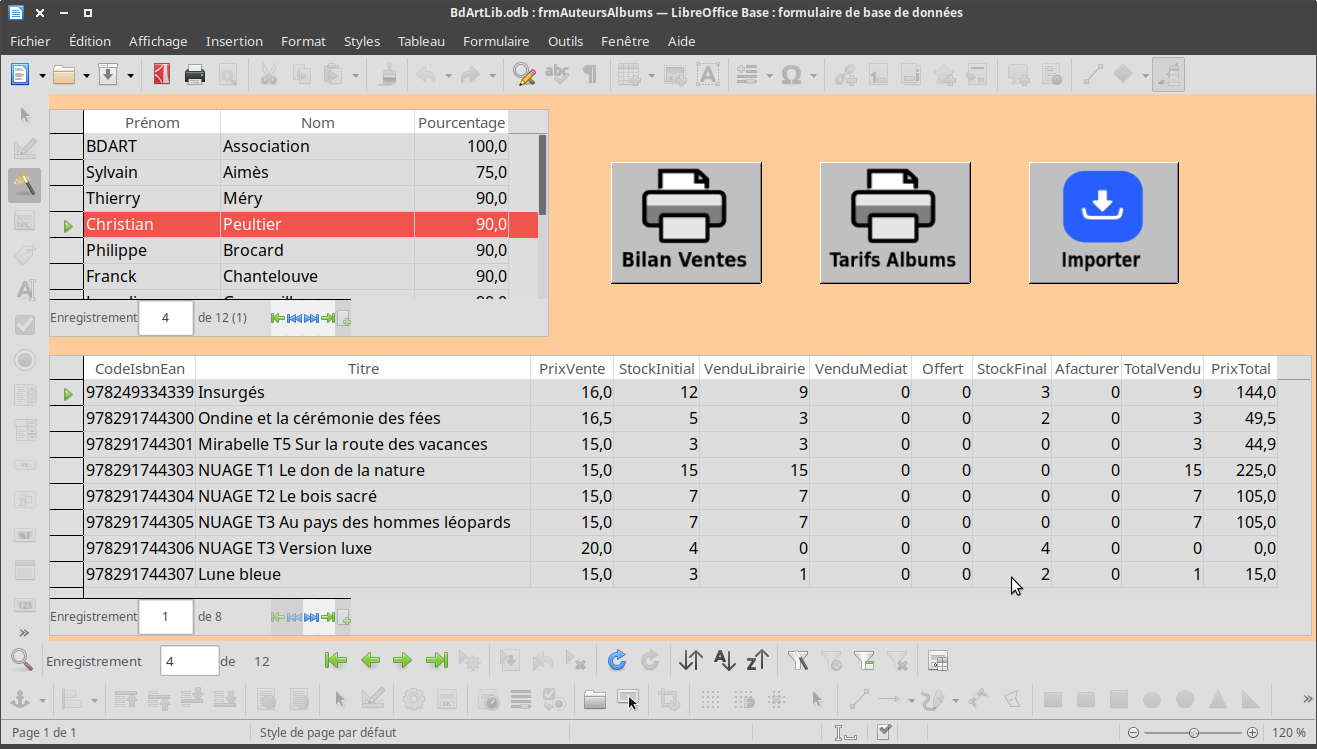 BdArtLib.odb : frmAuteursAlbums — LibreOffice Base : formulaire de base de données
Fichier Édition Affichage Insertion Format Styles Tableau Formulaire Outils Fenêtre Aide
Prénom Nom Pourcentage
BDART Association 100,0
Sylvain Aimès 75,0
Thierry Méry 90,0
Christian Peultier 90,0
Philippe Brocard 90,0
Franck Chantelouve 90,0
Enregistrement 4 de 12 (1)
Bilan Ventes
Tarifs Albums
Importer
CodeIsbnEan Titre PrixVente StockInitial VenduLibrairie VenduMediat Offert StockFinal Afacturer TotalVendu PrixTotal
978249334339 Insurgés 16,0 12 9 0 0 3 0 9 144,0
978291744300 Ondine et la cérémonie des fées 16,5 5 3 0 0 2 0 3 49,5
978291744301 Mirabelle T5 Sur la route des vacances 15,0 3 3 0 0 0 0 3 44,9
978291744303 NUAGE T1 Le don de la nature 15,0 15 15 0 0 0 0 15 225,0
978291744304 NUAGE T2 Le bois sacré 15,0 7 7 0 0 0 0 7 105,0
978291744305 NUAGE T3 Au pays des hommes léopards 15,0 7 7 0 0 0 0 7 105,0
978291744306 NUAGE T3 Version luxe 20,0 4 0 0 0 4 0 0 0,0
978291744307 Lune bleue 15,0 3 1 0 0 2 0 1 15,0
Enregistrement 1 de 8
Enregistrement 4 de 12
Page 1 de 1 Style de page par défaut 120 %